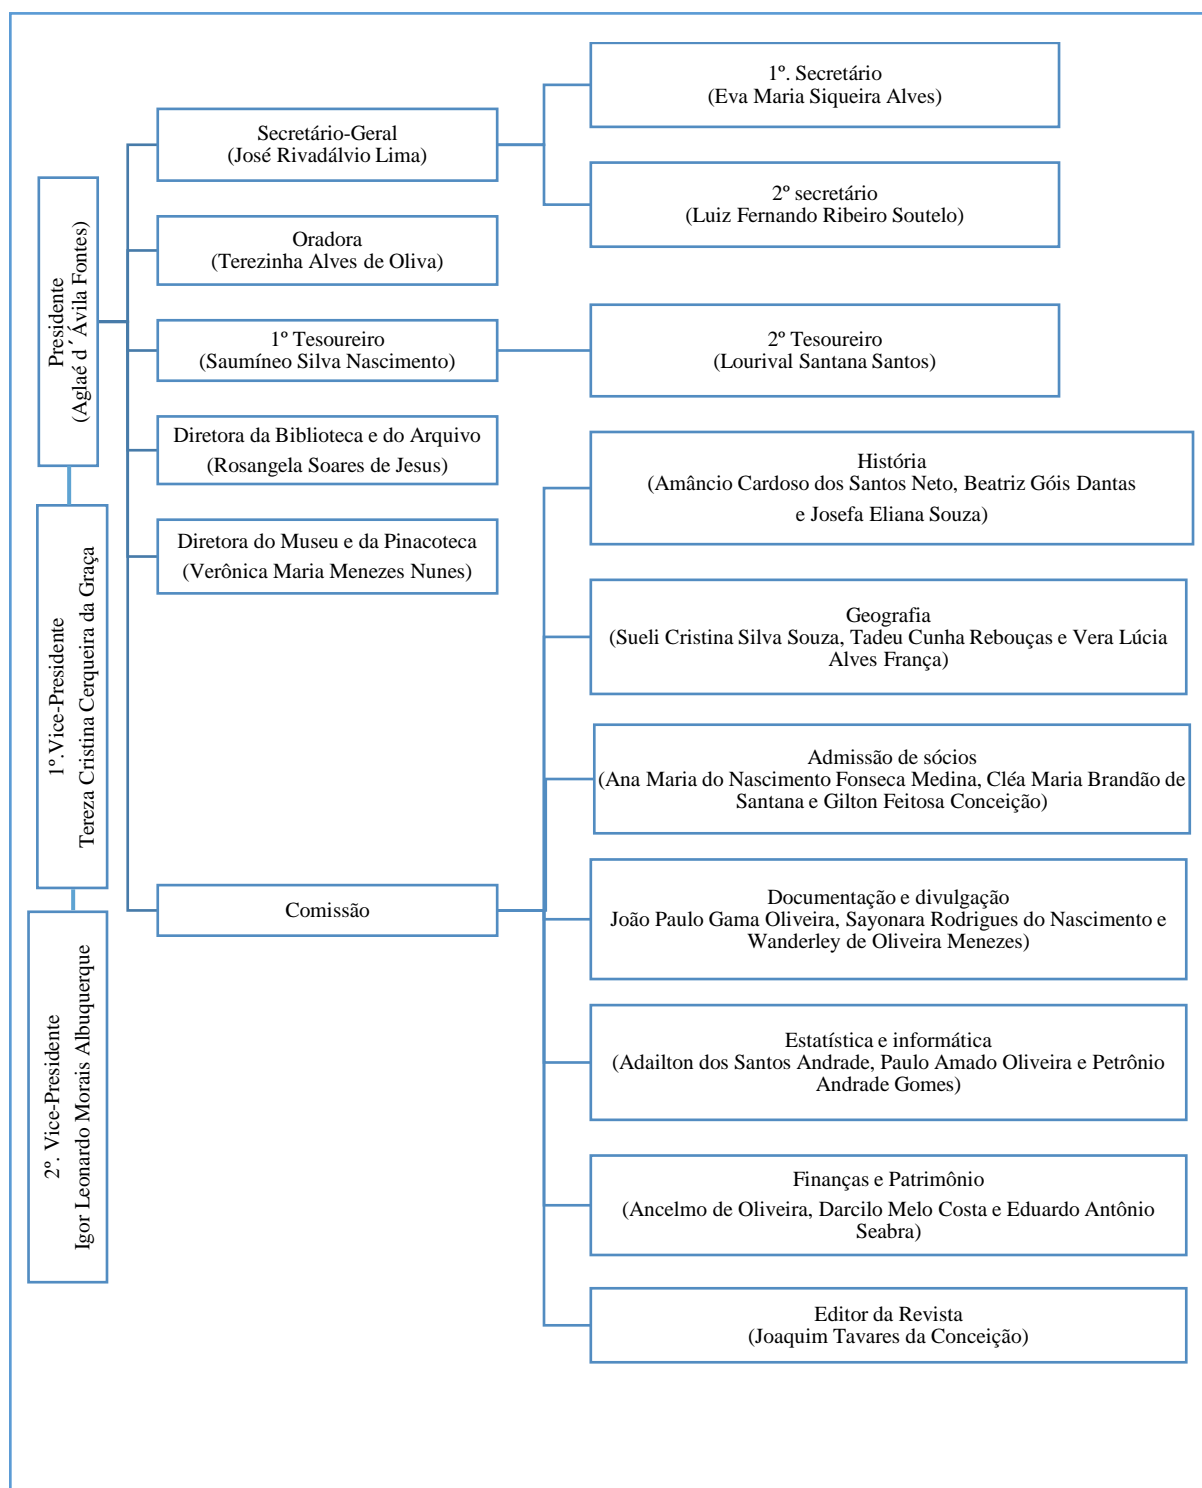 Presidente
(Aglaé d´Ávila Fontes)
1º.Vice-Presidente
Tereza Cristina Cerqueira da Graça
2º. Vice-Presidente
Igor Leonardo Morais Albuquerque
Secretário-Geral
(José Rivadálvio Lima)
1º. Secretário
(Eva Maria Siqueira Alves)
2º secretário
(Luiz Fernando Ribeiro Soutelo)
Oradora
(Terezinha Alves de Oliva)
1º Tesoureiro
(Saumíneo Silva Nascimento)
2º Tesoureiro
(Lourival Santana Santos)
Diretora da Biblioteca e do Arquivo
(Rosangela Soares de Jesus)
Diretora do Museu e da Pinacoteca
(Verônica Maria Menezes Nunes)
Comissão
História
(Amâncio Cardoso dos Santos Neto, Beatriz Góis Dantas
e Josefa Eliana Souza)
Geografia
(Sueli Cristina Silva Souza, Tadeu Cunha Rebouças e Vera Lúcia
Alves França)
Admissão de sócios
(Ana Maria do Nascimento Fonseca Medina, Cléa Maria Brandão de
Santana e Gilton Feitosa Conceição)
Documentação e divulgação
João Paulo Gama Oliveira, Sayonara Rodrigues do Nascimento e
Wanderley de Oliveira Menezes)
Estatística e informática
(Adailton dos Santos Andrade, Paulo Amado Oliveira e Petrônio
Andrade Gomes)
Finanças e Patrimônio
(Ancelmo de Oliveira, Darcilo Melo Costa e Eduardo Antônio
Seabra)
Editor da Revista
(Joaquim Tavares da Conceição)